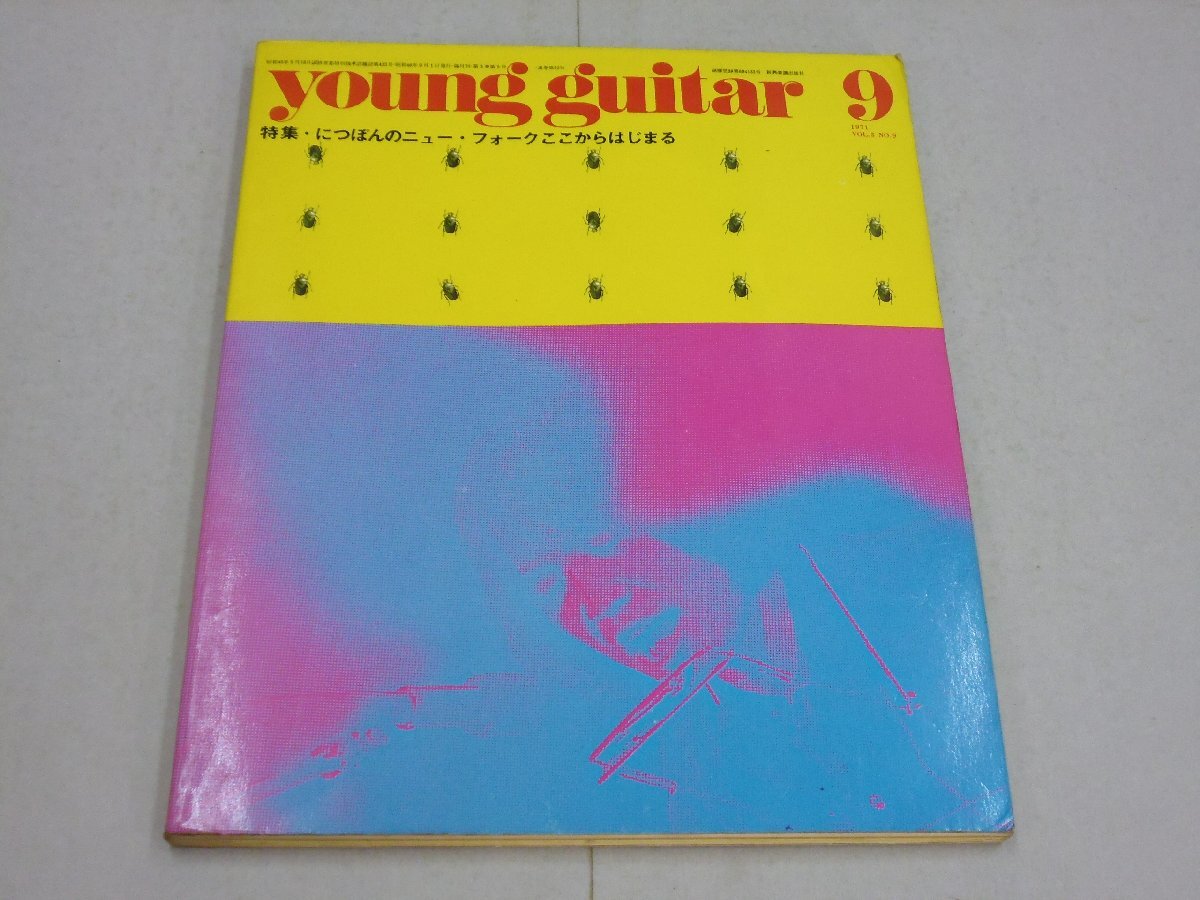 young guitar 9
1971
VOL.3 NO.9
特集・にっぽんのニュー・フォークここからはじまる